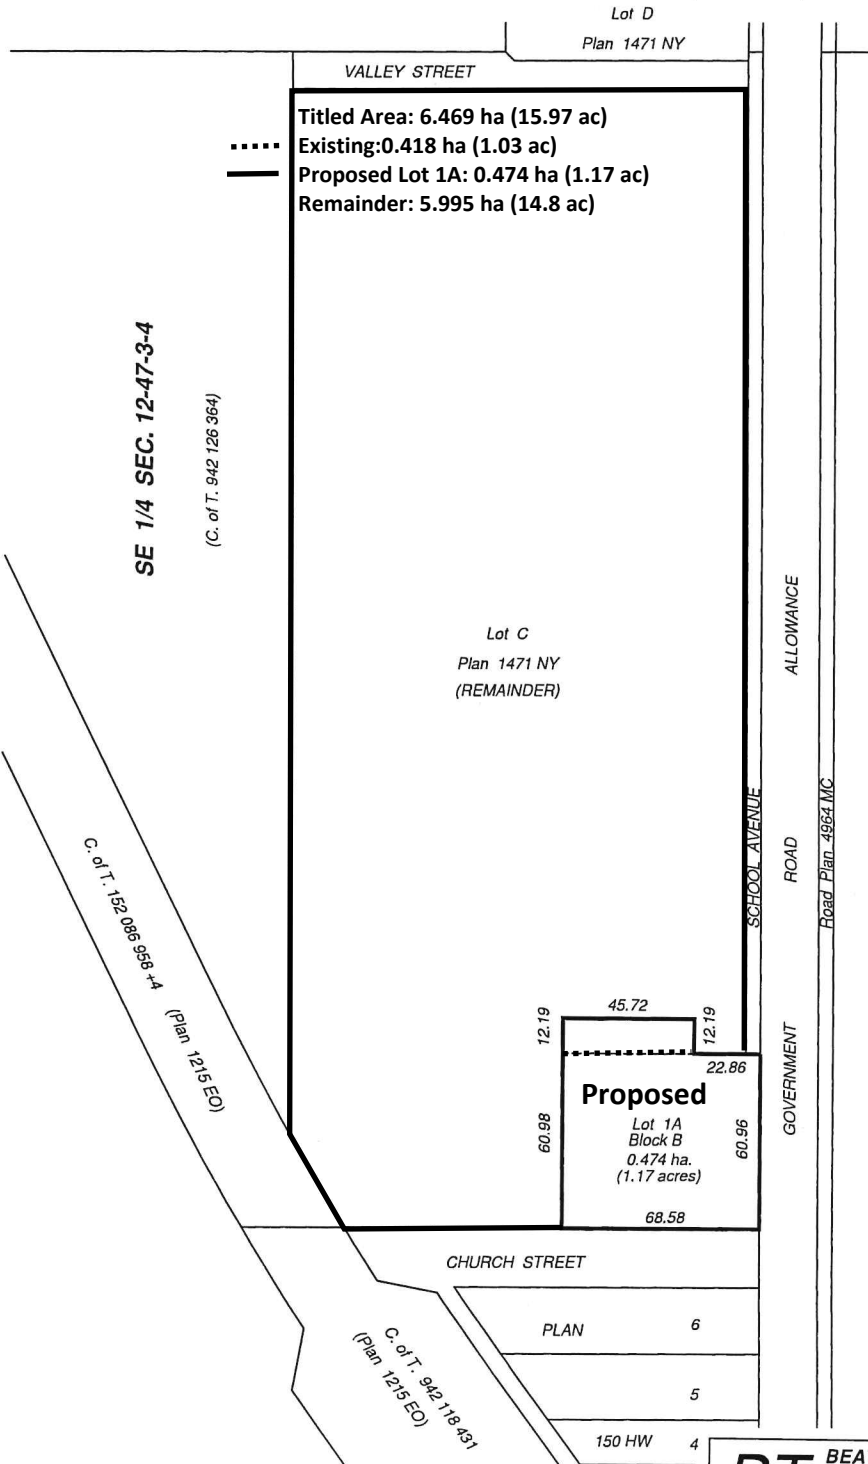 Lot D
Plan 1471 NY
VALLEY STREET
Titled Area: 6.469 ha (15.97 ac)
Existing:0.418 ha (1.03 ac)
Proposed Lot 1A: 0.474 ha (1.17 ac)
Remainder: 5.995 ha (14.8 ac)
SE 1/4 SEC. 12-47-3-4
(C. of T. 942 126 364)
Lot C
Plan 1471 NY
(REMAINDER)
ALLOWANCE
ROAD
GOVERNMENT
SCHOOL AVENUE
Road Plan 4964 MC
C. of T. 152 086 958 +4 (Plan 1215 EO)
45.72
12.19
12.19
22.86
Proposed
Lot 1A
Block B
0.474 ha.
(1.17 acres)
60.98
60.96
68.58
CHURCH STREET
PLAN 6
5
150 HW 4
C. of T. 942 118 431
(Plan 1215 EO)
BEA